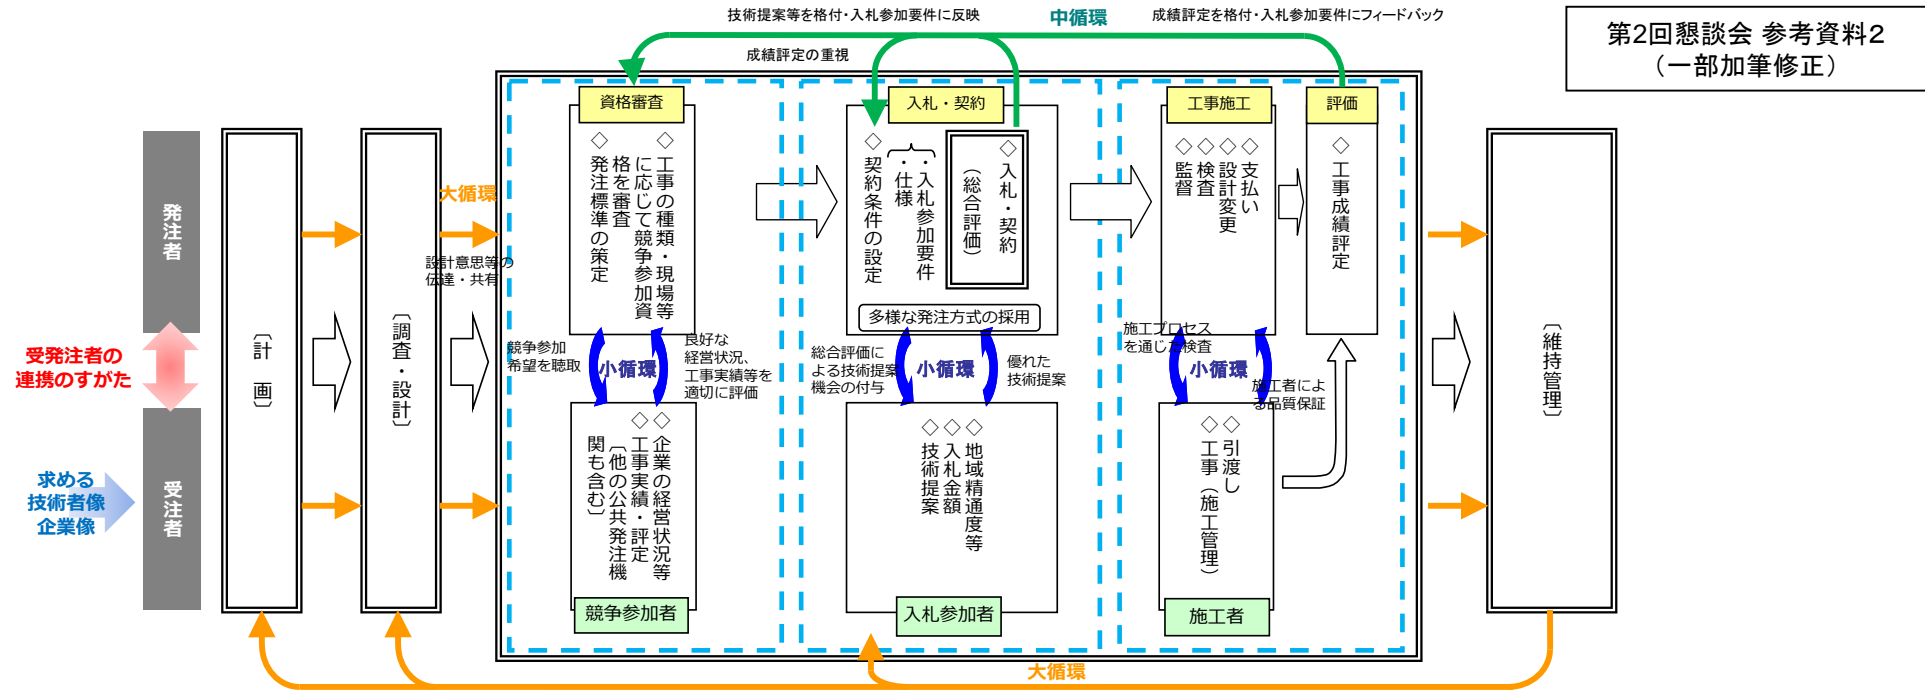 技術提案等を格付・入札参加要件に反映
中循環
成績評定を格付・入札参加要件にフィードバック
成績評定の重視
第2回懇談会 参考資料2
（一部加筆修正）
発注者
受発注者の
連携のすがた
求める
技術者像
企業像
受注者
〔計　画〕
〔調査・設計〕
大循環
設計意思等の
伝達・共有
資格審査
◇工事の種類・現場等
に応じて競争参加資
格を審査
◇発注標準の策定
競争参加
希望を聴取
小循環
良好な
経営状況、
工事実績等を
適切に評価
◇企業の経営状況等
◇工事実績・評定
〔他の公共発注機
関も含む〕
競争参加者
入札・契約
◇入札・契約
（総合評価）
・入札参加要件
・仕様
◇契約条件の設定
多様な発注方式の採用
総合評価に
よる技術提案
機会の付与
小循環
優れた
技術提案
◇地域精通度等
◇入札金額
◇技術提案
入札参加者
工事施工
◇支払い
◇設計変更
◇検査
◇監督
評価
◇工事成績評定
施工プロセス
を通じた検査
小循環
施工者によ
る品質保証
◇引渡し
◇工事（施工管理）
施工者
〔維持管理〕
大循環